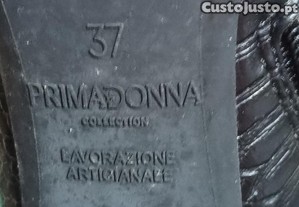 CustoJusto.pt
37
PRIMADONNA
COLLECTION
LAVORAZIONE
ARTIGIANALE